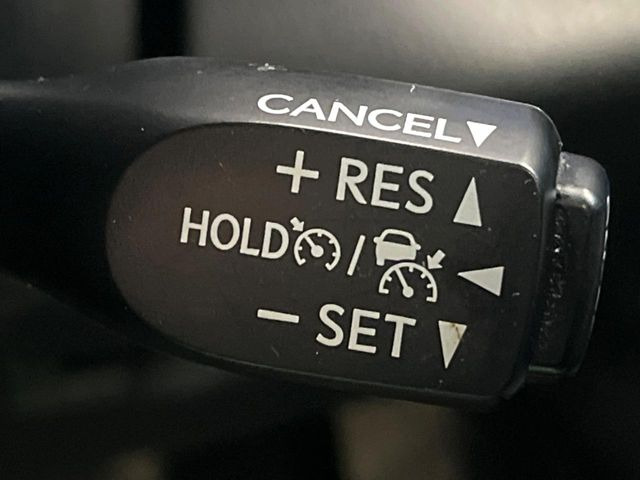 CANCEL▼
+ RES ▲
HOLD / ◀
− SET ▼